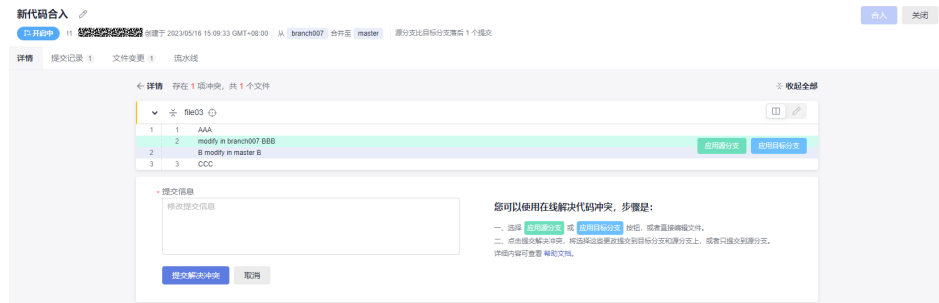 新代码合入
合入 关闭
开启中 !1 创建于 2023/05/16 15:09:33 GMT+08:00 从 branch007 合并至 master 源分支比目标分支落后 1 个提交
详情 提交记录 1 文件变更 1 流水线
详情 存在 1 项冲突，共 1 个文件 收起全部
file03
1 1 AAA
2 modify in branch007 BBB
应用源分支 应用目标分支
2 B modify in master B
3 3 CCC
* 提交信息
修改提交信息
提交解决冲突 取消
您可以使用在线解决代码冲突，步骤是：
一、选择 应用源分支 或 应用目标分支 按钮，或者直接编辑文件。
二、点击提交解决冲突，将选择这些更改提交到目标分支和源分支上，或者只提交到源分支。
详细内容可查看 帮助文档。